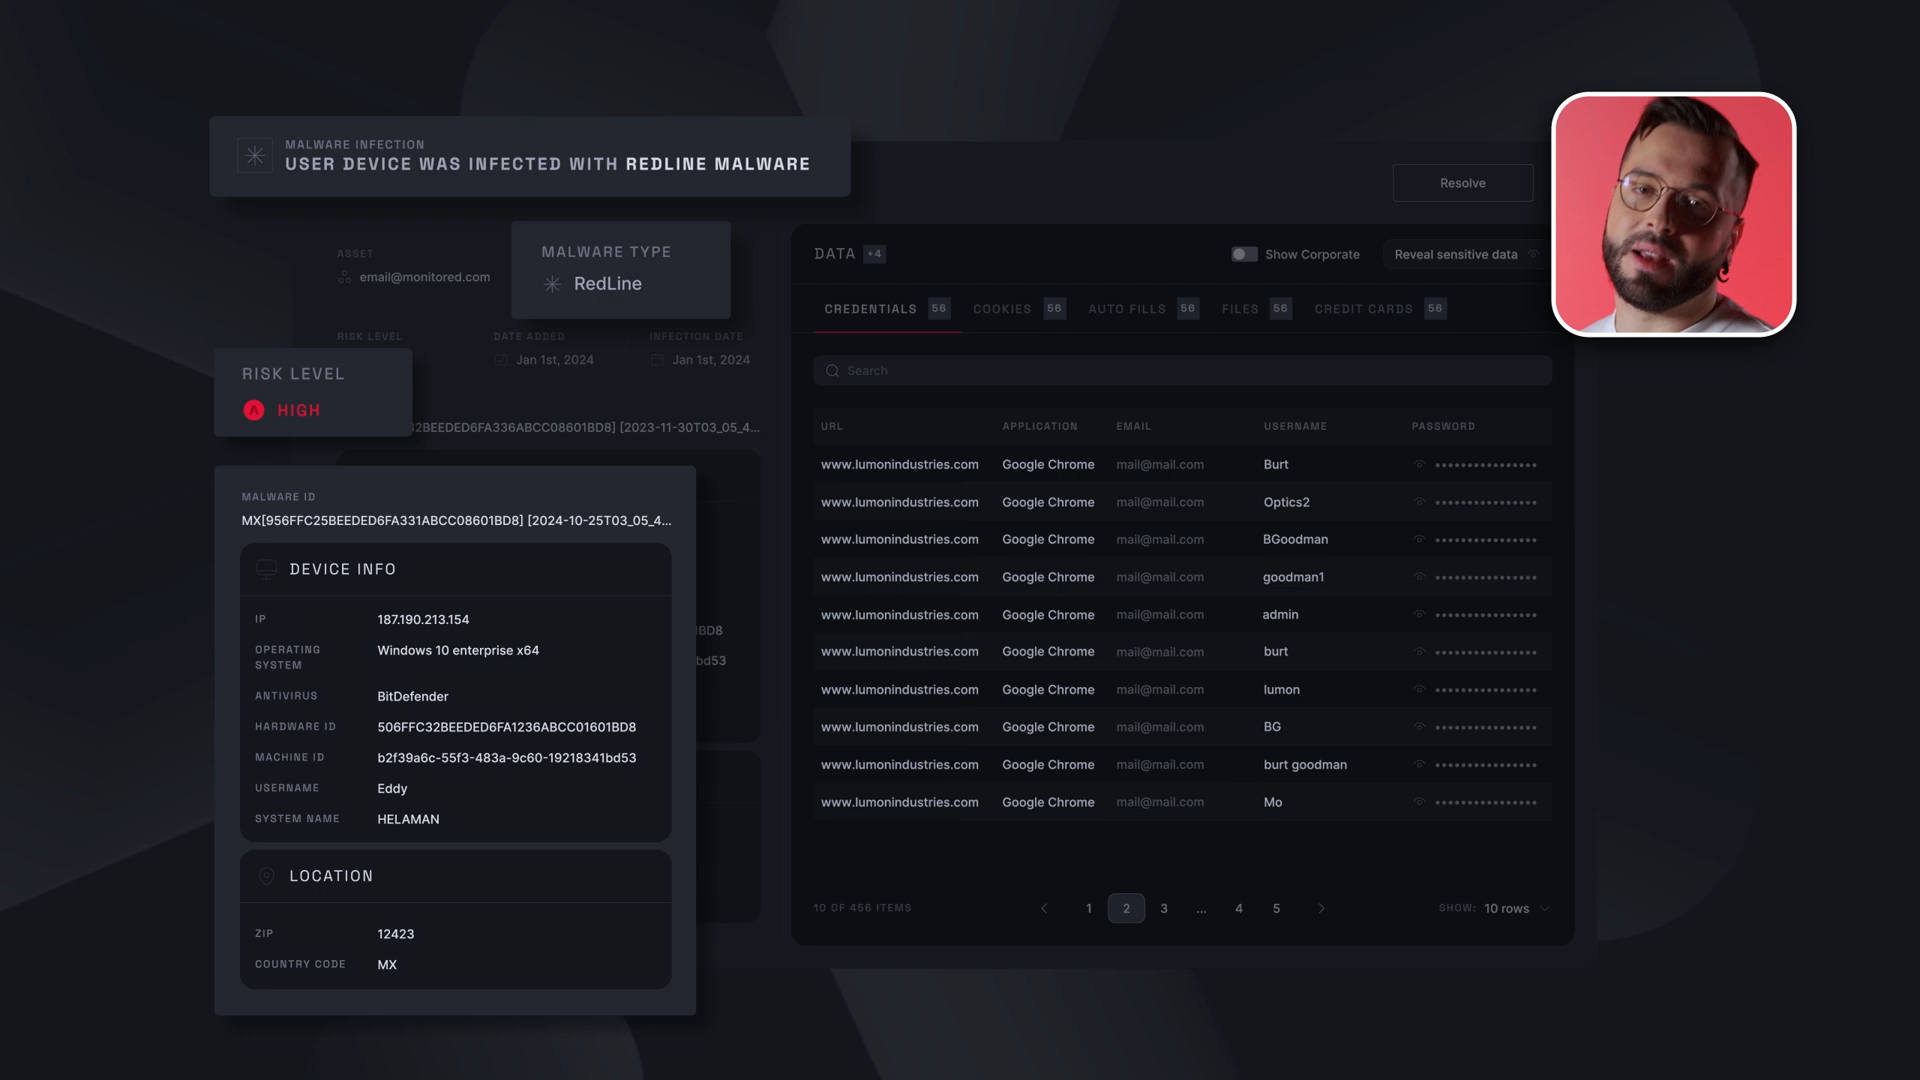 MALWARE INFECTION
USER DEVICE WAS INFECTED WITH REDLINE MALWARE
Resolve
ASSET
email@monitored.com
MALWARE TYPE
RedLine
RISK LEVEL
DATE ADDED
Jan 1st, 2024
INFECTION DATE
Jan 1st, 2024
RISK LEVEL
HIGH
32BEEDED6FA336ABCC08601BD8] [2023-11-30T03_05_4...
MALWARE ID
MX[956FFC25BEEDED6FA331ABCC08601BD8] [2024-10-25T03_05_4...
DEVICE INFO
IP 187.190.213.154
OPERATING SYSTEM Windows 10 enterprise x64
ANTIVIRUS BitDefender
HARDWARE ID 506FFC32BEEDED6FA1236ABCC01601BD8
MACHINE ID b2f39a6c-55f3-483a-9c60-19218341bd53
USERNAME Eddy
SYSTEM NAME HELAMAN
BD8
bd53
LOCATION
ZIP 12423
COUNTRY CODE MX
DATA +4
Show Corporate
Reveal sensitive data
CREDENTIALS 56 COOKIES 56 AUTO FILLS 56 FILES 56 CREDIT CARDS 56
Search
URL APPLICATION EMAIL USERNAME PASSWORD
www.lumonindustries.com Google Chrome mail@mail.com Burt ••••••••••••••••
www.lumonindustries.com Google Chrome mail@mail.com Optics2 ••••••••••••••••
www.lumonindustries.com Google Chrome mail@mail.com BGoodman ••••••••••••••••
www.lumonindustries.com Google Chrome mail@mail.com goodman1 ••••••••••••••••
www.lumonindustries.com Google Chrome mail@mail.com admin ••••••••••••••••
www.lumonindustries.com Google Chrome mail@mail.com burt ••••••••••••••••
www.lumonindustries.com Google Chrome mail@mail.com lumon ••••••••••••••••
www.lumonindustries.com Google Chrome mail@mail.com BG ••••••••••••••••
www.lumonindustries.com Google Chrome mail@mail.com burt goodman ••••••••••••••••
www.lumonindustries.com Google Chrome mail@mail.com Mo ••••••••••••••••
10 OF 456 ITEMS
1 2 3 ... 4 5
SHOW: 10 rows